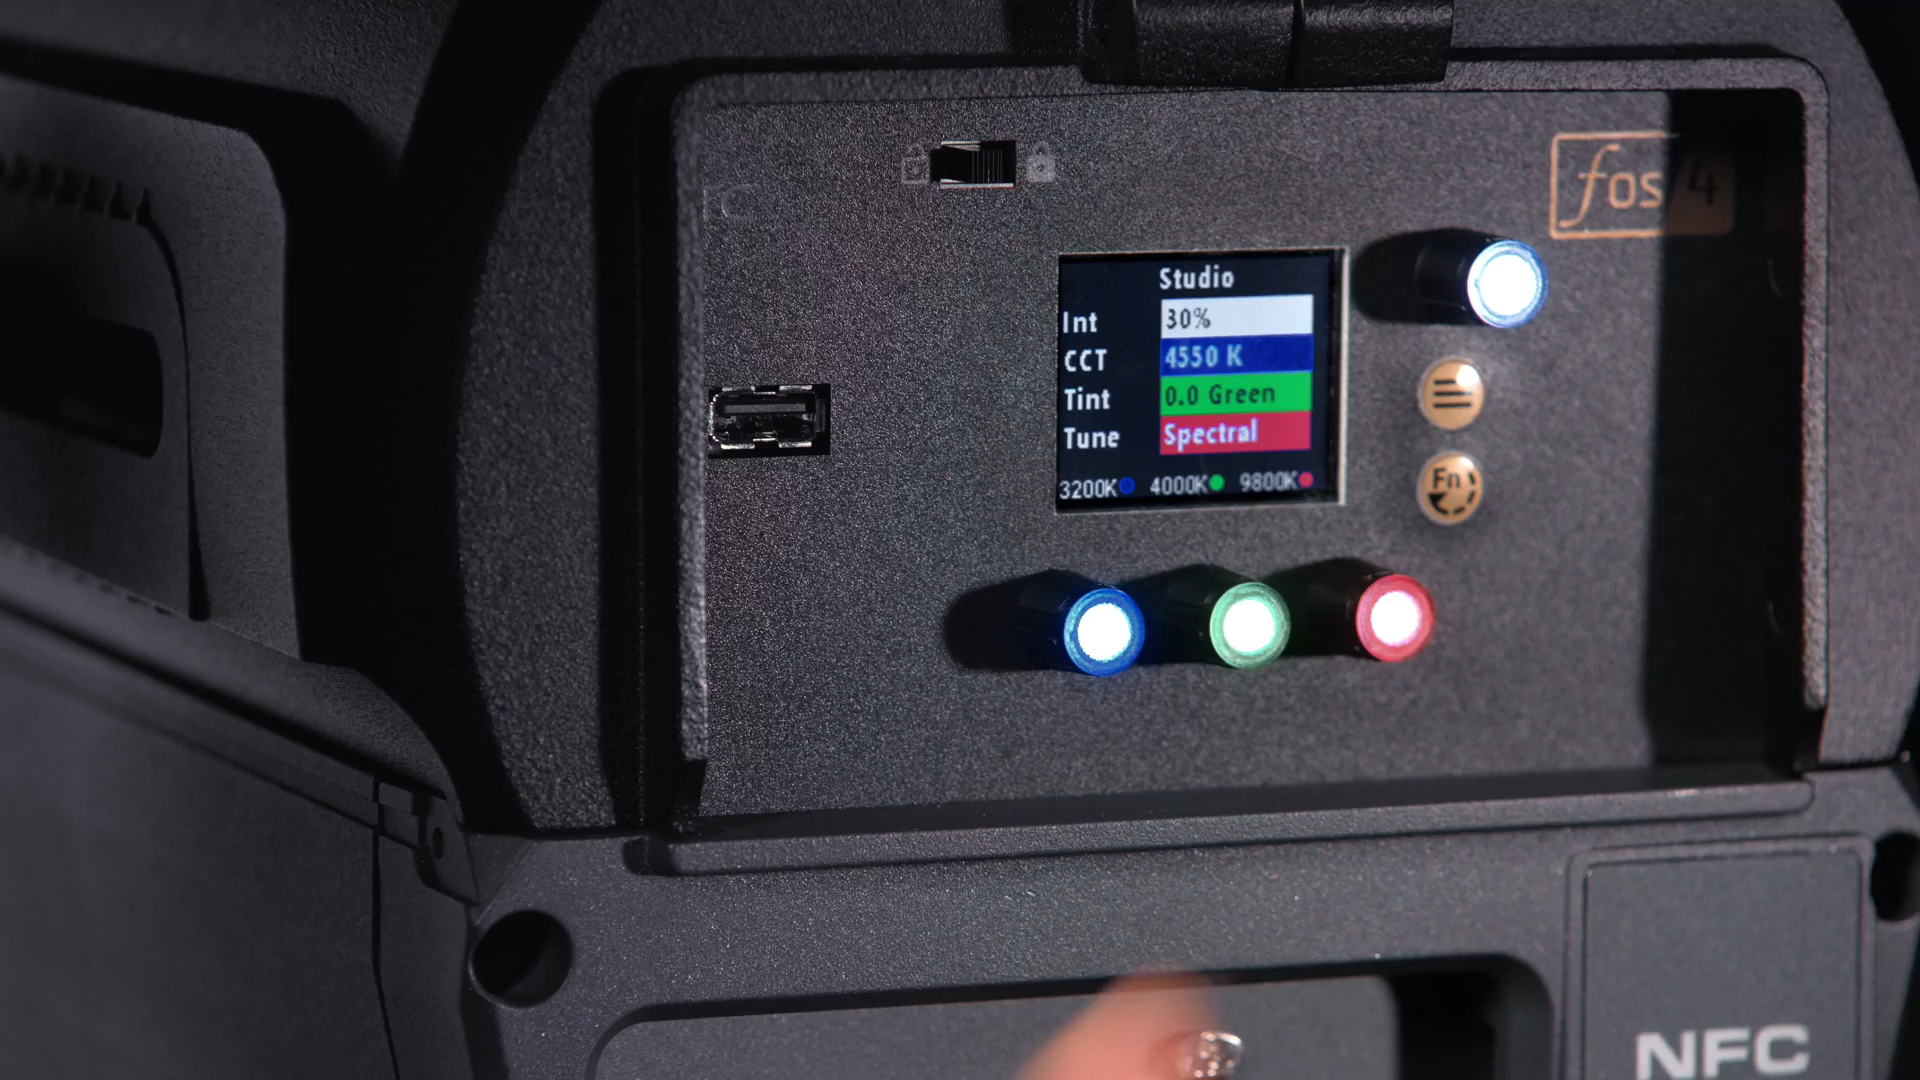 fos/4
Studio
Int 30%
CCT 4550 K
Tint 0.0 Green
Tune Spectral
3200K 4000K 9800K
Fn
NFC